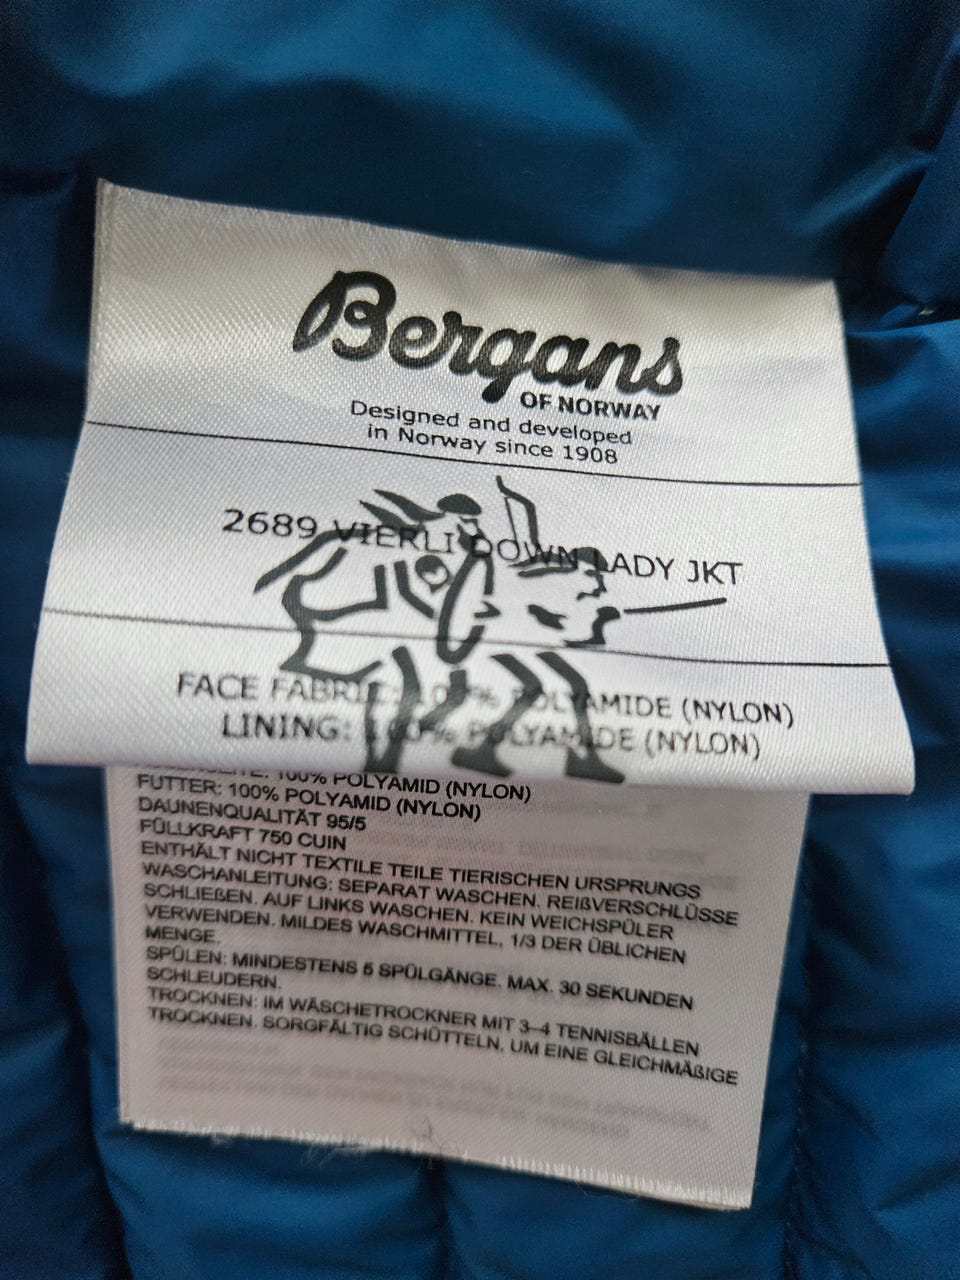 Bergans
OF NORWAY
Designed and developed
in Norway since 1908
2689 VIERLI DOWN LADY JKT
FACE FABRIC: 100% POLYAMIDE (NYLON)
LINING: 100% POLYAMIDE (NYLON)
100% POLYAMID (NYLON)
FUTTER: 100% POLYAMID (NYLON)
DAUNENQUALITÄT 95/5
FÜLLKRAFT 750 CUIN
ENTHÄLT NICHT TEXTILE TEILE TIERISCHEN URSPRUNGS
WASCHANLEITUNG: SEPARAT WASCHEN. REIßVERSCHLÜSSE
SCHLIEßEN. AUF LINKS WASCHEN. KEIN WEICHSPÜLER
VERWENDEN. MILDES WASCHMITTEL, 1/3 DER ÜBLICHEN
MENGE.
SPÜLEN: MINDESTENS 5 SPÜLGÄNGE. MAX. 30 SEKUNDEN
SCHLEUDERN.
TROCKNEN: IM WÄSCHETROCKNER MIT 3–4 TENNISBÄLLEN
TROCKNEN. SORGFÄLTIG SCHÜTTELN, UM EINE GLEICHMÄßIGE